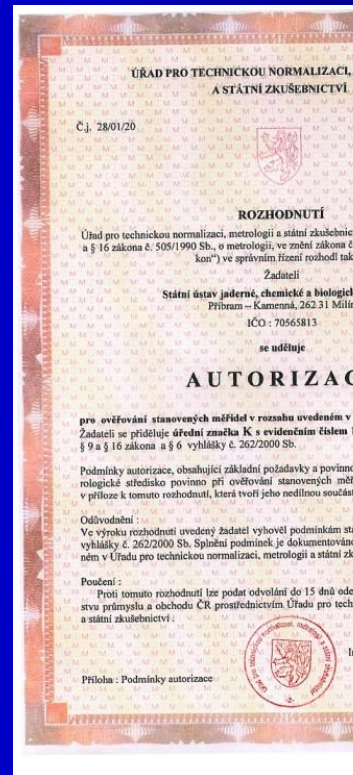 ÚŘAD PRO TECHNICKOU NORMALIZACI,
A STÁTNÍ ZKUŠEBNICTVÍ
Č.j. 28/01/20
ROZHODNUTÍ
Úřad pro technickou normalizaci, metrologii a státní zkušebnic
a § 16 zákona č. 505/1990 Sb., o metrologii, ve znění zákona č
kon") ve správním řízení rozhodl tak
Žadateli
Státní ústav jaderné, chemické a biologic
Příbram – Kamenná, 262 31 Milín
IČO : 70565813
se uděluje
AUTORIZAC
pro ověřování stanovených měřidel v rozsahu uvedeném v
Žadateli se přiděluje úřední značka K s evidenčním číslem
§ 9 a § 16 zákona a § 6 vyhlášky č. 262/2000 Sb.
Podmínky autorizace, obsahující základní požadavky a povinno
rologické středisko povinno při ověřování stanovených měř
v příloze k tomuto rozhodnutí, která tvoří jeho nedílnou součás
Odůvodnění :
Ve výroku rozhodnutí uvedený žadatel vyhověl podmínkám sta
vyhlášky č. 262/2000 Sb. Splnění podmínek je dokumentováno
ném v Úřadu pro technickou normalizaci, metrologii a státní zk
Poučení :
Proti tomuto rozhodnutí lze podat odvolání do 15 dnů ode
stvu průmyslu a obchodu ČR prostřednictvím Úřadu pro tech
a státní zkušebnictví .
Příloha : Podmínky autorizace